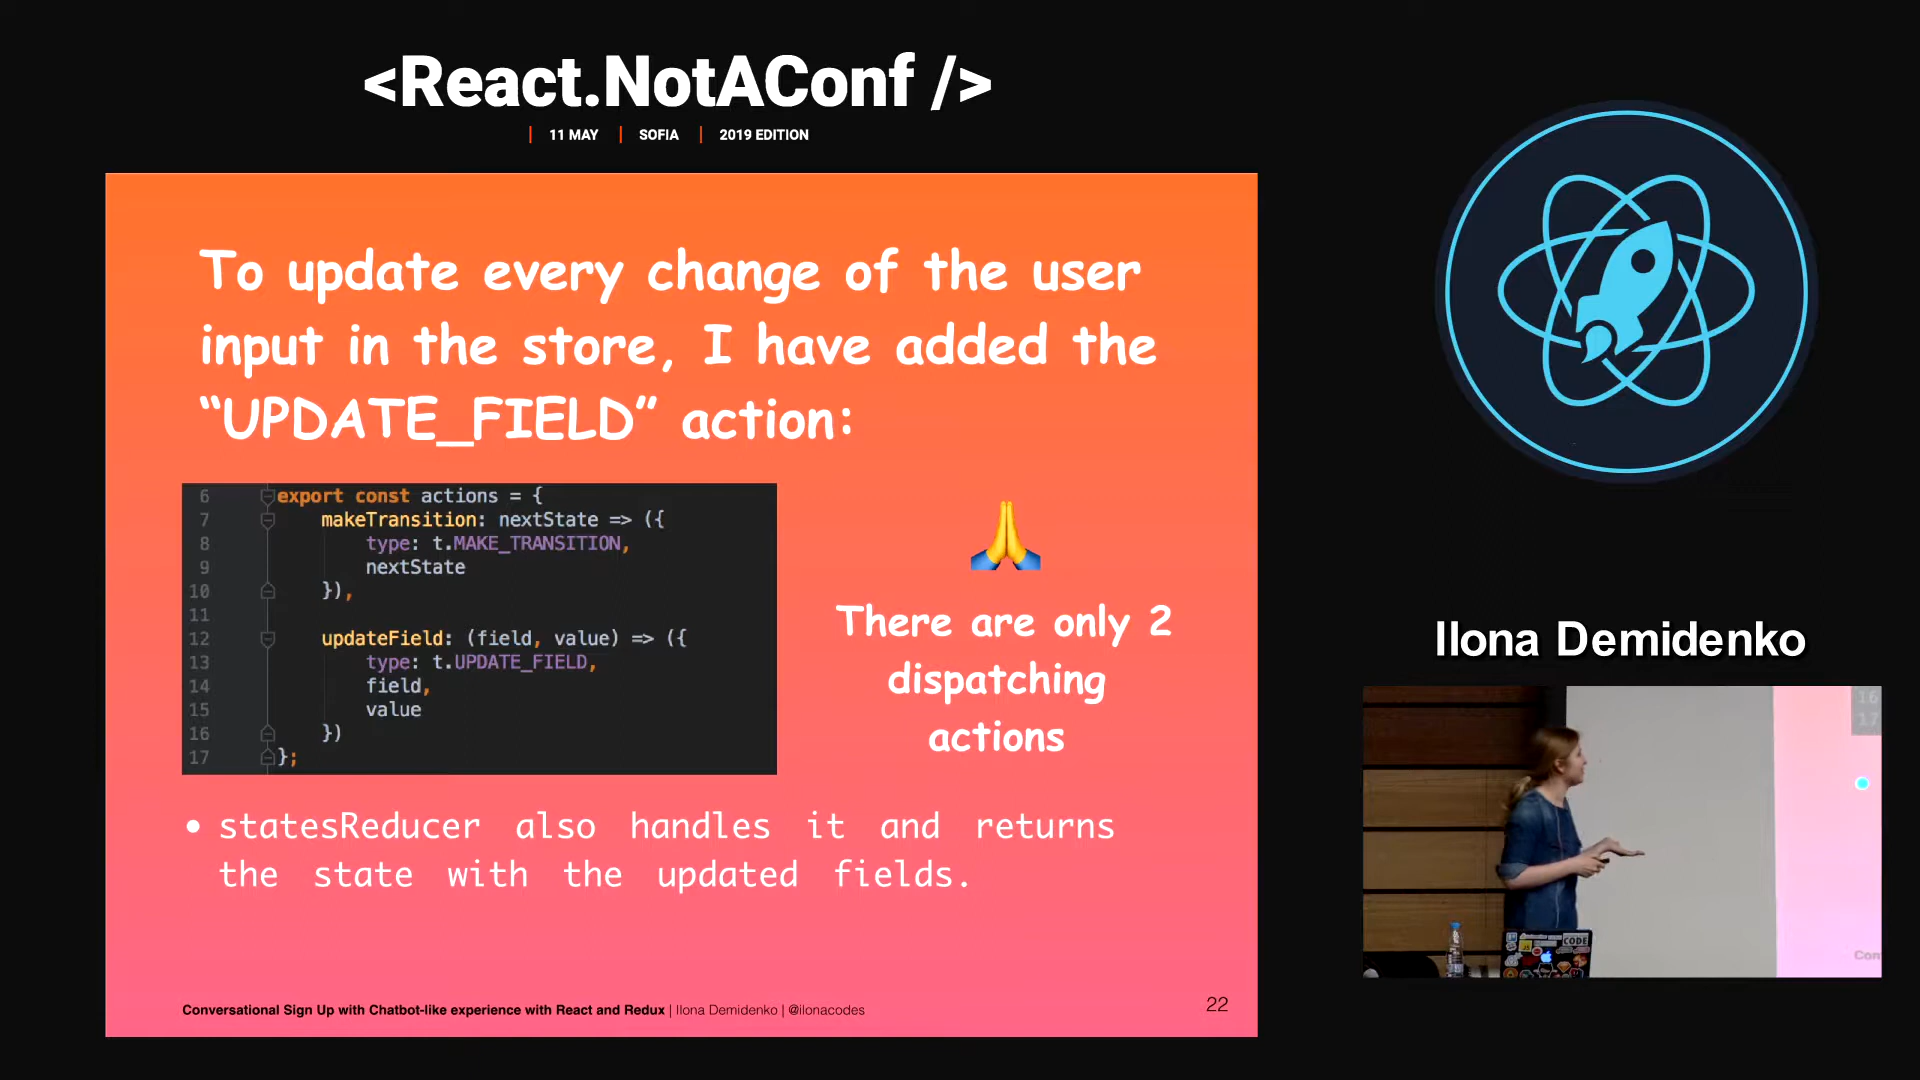 <React.NotAConf />
11 MAY | SOFIA | 2019 EDITION
To update every change of the user
input in the store, I have added the
“UPDATE_FIELD” action:
6 export const actions = {
7 makeTransition: nextState => ({
8 type: t.MAKE_TRANSITION,
9 nextState
10 }),
11
12 updateField: (field, value) => ({
13 type: t.UPDATE_FIELD,
14 field,
15 value
16 })
17 };
There are only 2
dispatching
actions
• statesReducer also handles it and returns
the state with the updated fields.
Conversational Sign Up with Chatbot-like experience with React and Redux | Ilona Demidenko | @ilonacodes
22
Ilona Demidenko
16
17
CODE
Con